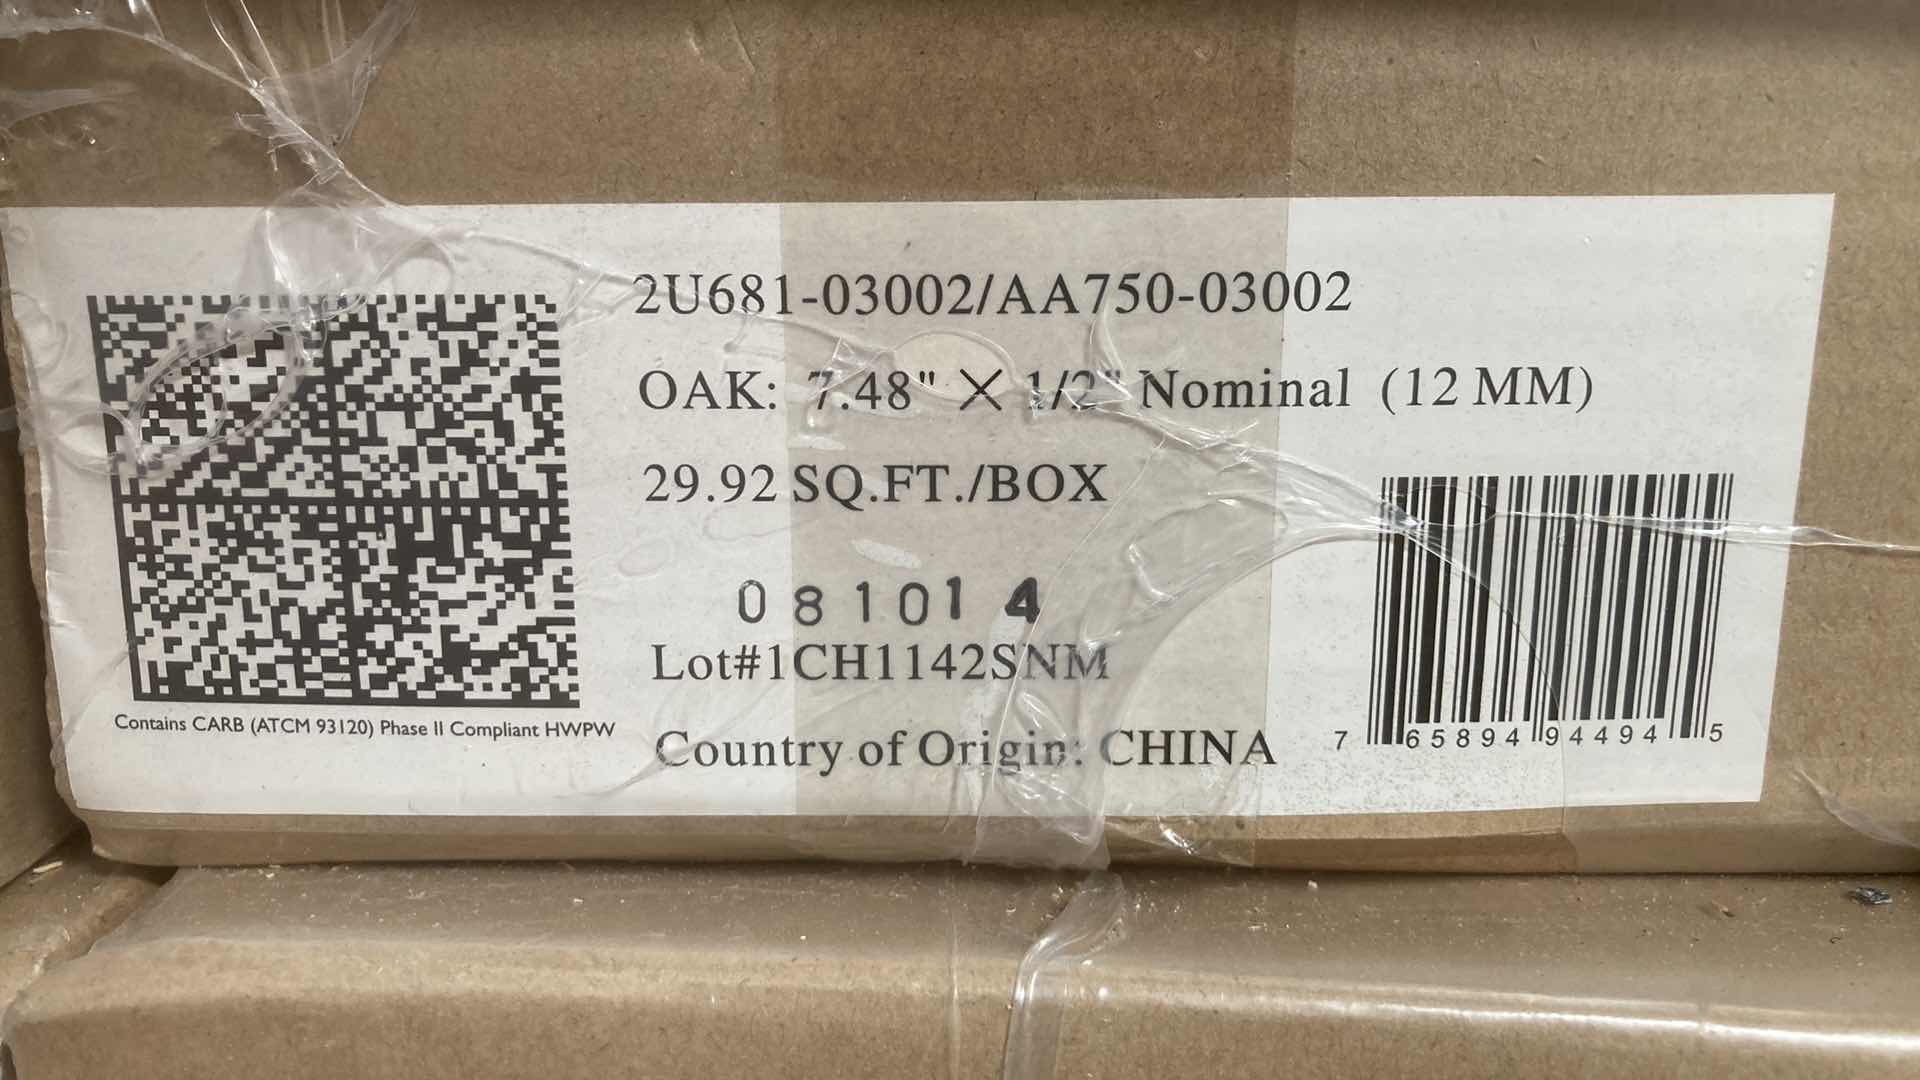 2U681-03002/AA750-03002
OAK: 7.48" X 1/2" Nominal (12 MM)
29.92 SQ.FT./BOX
081014
Lot#1CH1142SNM
Contains CARB (ATCM 93120) Phase II Compliant HWPW
Country of Origin: CHINA
7 65894 94494 5